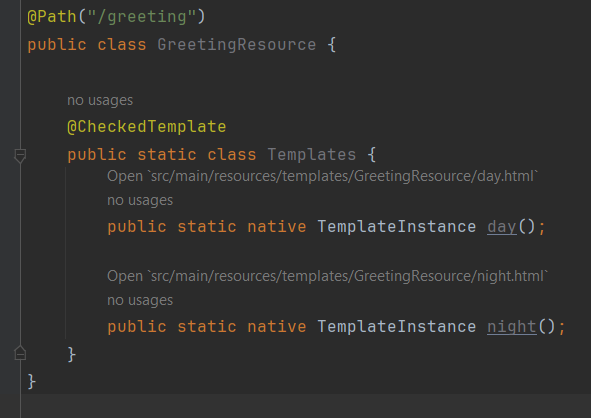 @Path("/greeting")
public class GreetingResource {
no usages
@CheckedTemplate
public static class Templates {
Open `src/main/resources/templates/GreetingResource/day.html`
no usages
public static native TemplateInstance day();
Open `src/main/resources/templates/GreetingResource/night.html`
no usages
public static native TemplateInstance night();
}
}